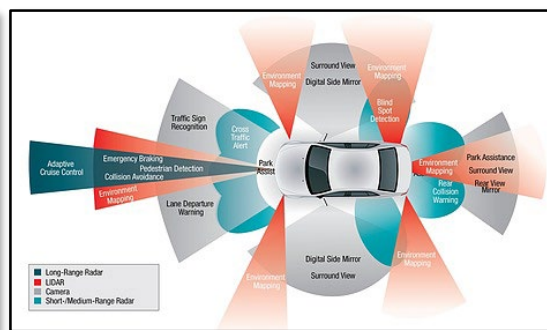 Environment
Mapping
Surround View
Digital Side Mirror
Environment
Mapping
Blind
Spot
Detection
Traffic Sign
Recognition
Cross
Traffic
Alert
Adaptive
Cruise Control
Emergency Braking
Pedestrian Detection
Collision Avoidance
Environment
Mapping
Park
Assist
Lane Departure
Warning
Environment
Mapping
Park Assistance
Surround View
Rear View
Mirror
Rear
Collision
Warning
Environment
Mapping
Digital Side Mirror
Surround View
Environment
Mapping
Long-Range Radar
LIDAR
Camera
Short-/Medium-Range Radar